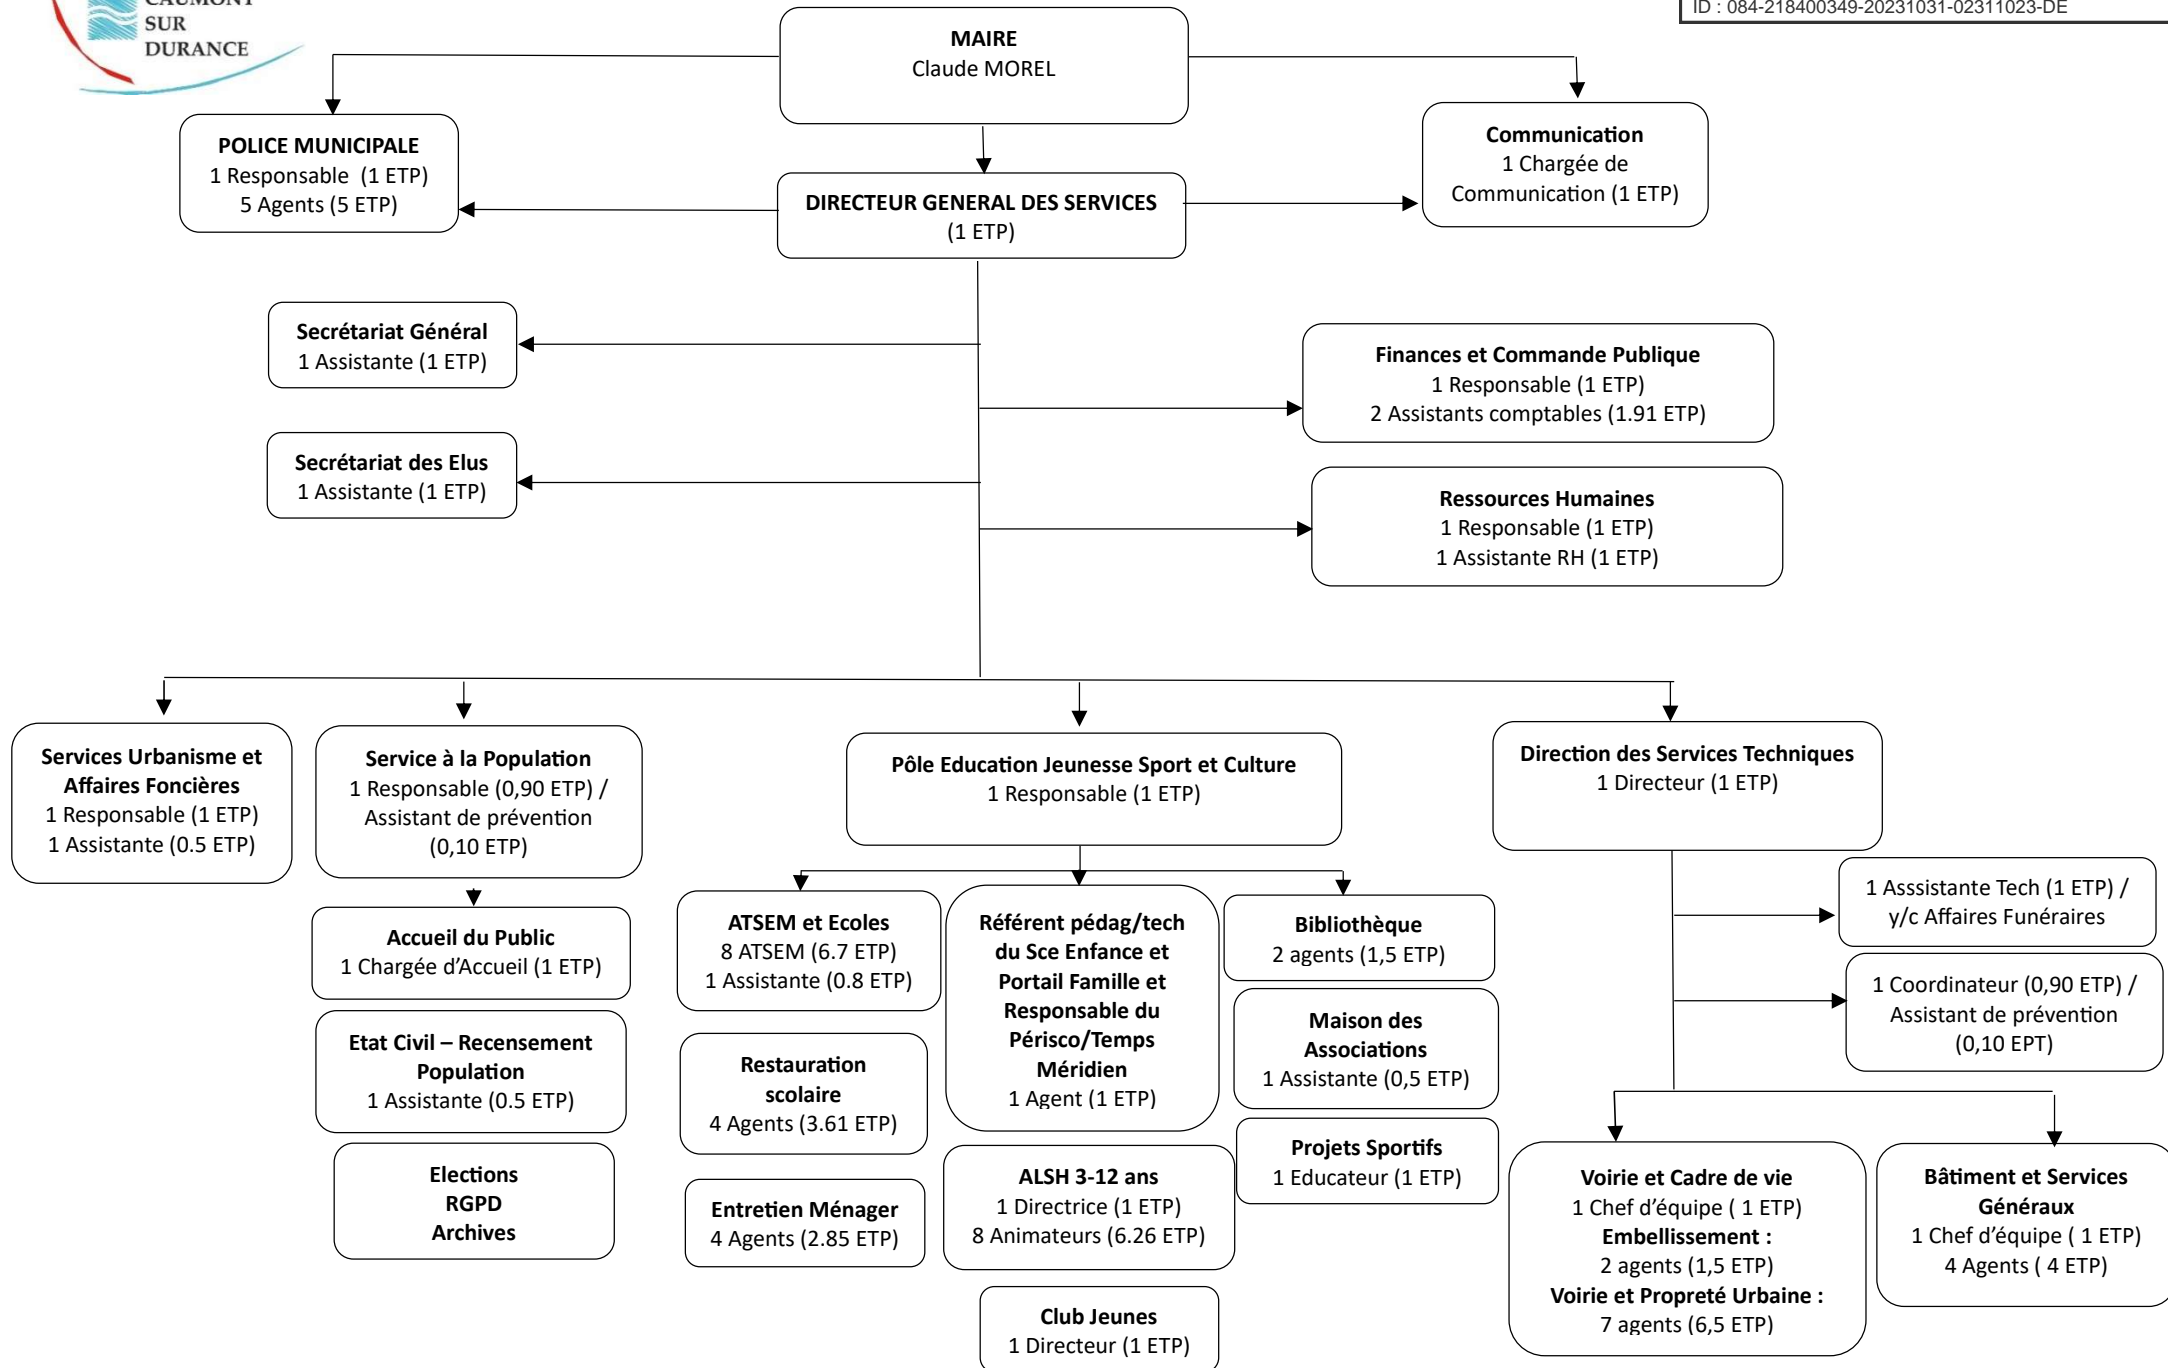 CAUMONT
SUR
DURANCE
ID : 084-218400349-20231031-02311023-DE
MAIRE
Claude MOREL
POLICE MUNICIPALE
1 Responsable (1 ETP)
5 Agents (5 ETP)
DIRECTEUR GENERAL DES SERVICES
(1 ETP)
Communication
1 Chargée de
Communication (1 ETP)
Secrétariat Général
1 Assistante (1 ETP)
Finances et Commande Publique
1 Responsable (1 ETP)
2 Assistants comptables (1.91 ETP)
Secrétariat des Elus
1 Assistante (1 ETP)
Ressources Humaines
1 Responsable (1 ETP)
1 Assistante RH (1 ETP)
Services Urbanisme et
Affaires Foncières
1 Responsable (1 ETP)
1 Assistante (0.5 ETP)
Service à la Population
1 Responsable (0,90 ETP) /
Assistant de prévention
(0,10 ETP)
Accueil du Public
1 Chargée d’Accueil (1 ETP)
Etat Civil – Recensement
Population
1 Assistante (0.5 ETP)
Elections
RGPD
Archives
Pôle Education Jeunesse Sport et Culture
1 Responsable (1 ETP)
ATSEM et Ecoles
8 ATSEM (6.7 ETP)
1 Assistante (0.8 ETP)
Restauration
scolaire
4 Agents (3.61 ETP)
Entretien Ménager
4 Agents (2.85 ETP)
Référent pédag/tech
du Sce Enfance et
Portail Famille et
Responsable du
Périsco/Temps
Méridien
1 Agent (1 ETP)
ALSH 3-12 ans
1 Directrice (1 ETP)
8 Animateurs (6.26 ETP)
Club Jeunes
1 Directeur (1 ETP)
Bibliothèque
2 agents (1,5 ETP)
Maison des
Associations
1 Assistante (0,5 ETP)
Projets Sportifs
1 Educateur (1 ETP)
Direction des Services Techniques
1 Directeur (1 ETP)
1 Asssistante Tech (1 ETP) /
y/c Affaires Funéraires
1 Coordinateur (0,90 ETP) /
Assistant de prévention
(0,10 EPT)
Voirie et Cadre de vie
1 Chef d’équipe ( 1 ETP)
Embellissement :
2 agents (1,5 ETP)
Voirie et Propreté Urbaine :
7 agents (6,5 ETP)
Bâtiment et Services
Généraux
1 Chef d’équipe ( 1 ETP)
4 Agents ( 4 ETP)